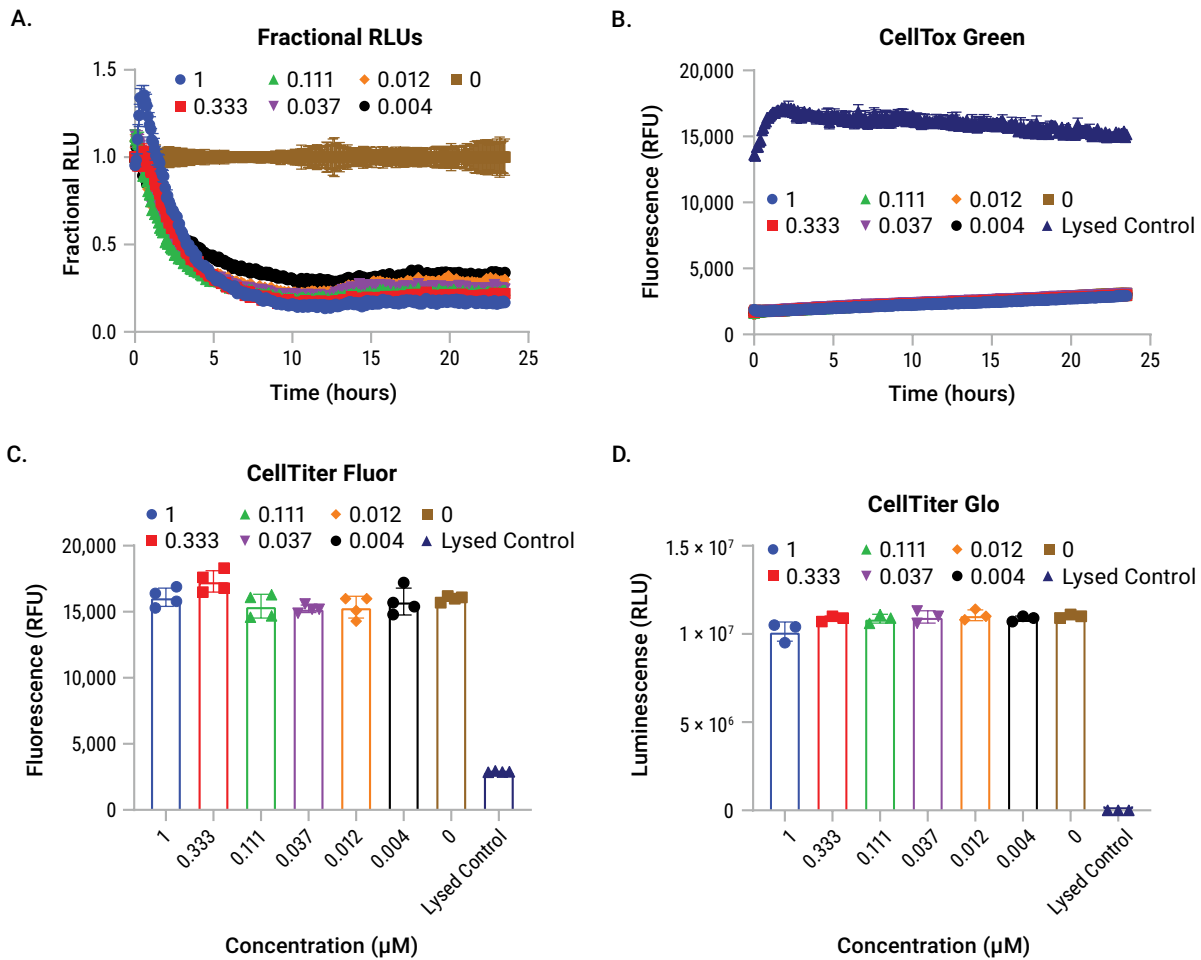 A.
Fractional RLUs
1 0.111 0.012 0
0.333 0.037 0.004
1.5
1.0
0.5
0.0
Fractional RLU
0 5 10 15 20 25
Time (hours)
B.
CellTox Green
20,000
15,000
10,000
5,000
0
Fluorescence (RFU)
1 0.111 0.012 0
0.333 0.037 0.004 Lysed Control
0 5 10 15 20 25
Time (hours)
C.
CellTiter Fluor
1 0.111 0.012 0
0.333 0.037 0.004 Lysed Control
20,000
15,000
10,000
5,000
0
Fluorescence (RFU)
1 0.333 0.111 0.037 0.012 0.004 0 Lysed Control
Concentration (µM)
D.
CellTiter Glo
1 0.111 0.012 0
0.333 0.037 0.004 Lysed Control
1.5 × 10⁷
1 × 10⁷
5 × 10⁶
0
Luminescense (RLU)
1 0.333 0.111 0.037 0.012 0.004 0 Lysed Control
Concentration (µM)